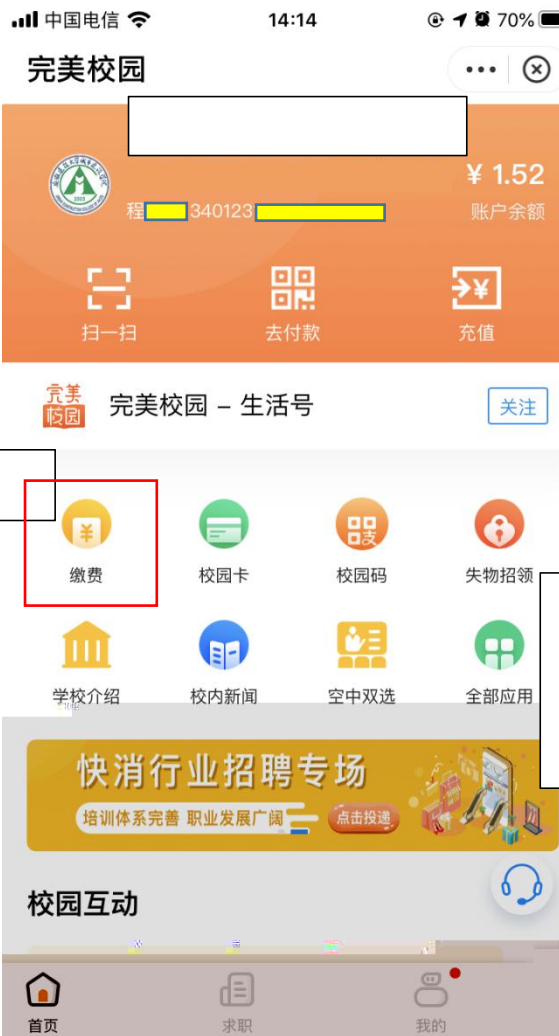 中国电信 14:14 70%
完美校园
¥ 1.52
程 340123 账户余额
扫一扫 去付款 充值
完美校园 完美校园 – 生活号 关注
缴费 校园卡 校园码 失物招领
学校介绍 校内新闻 空中双选 全部应用
快消行业招聘专场
培训体系完善 职业发展广阔 点击投递
校园互动
首页 求职 我的